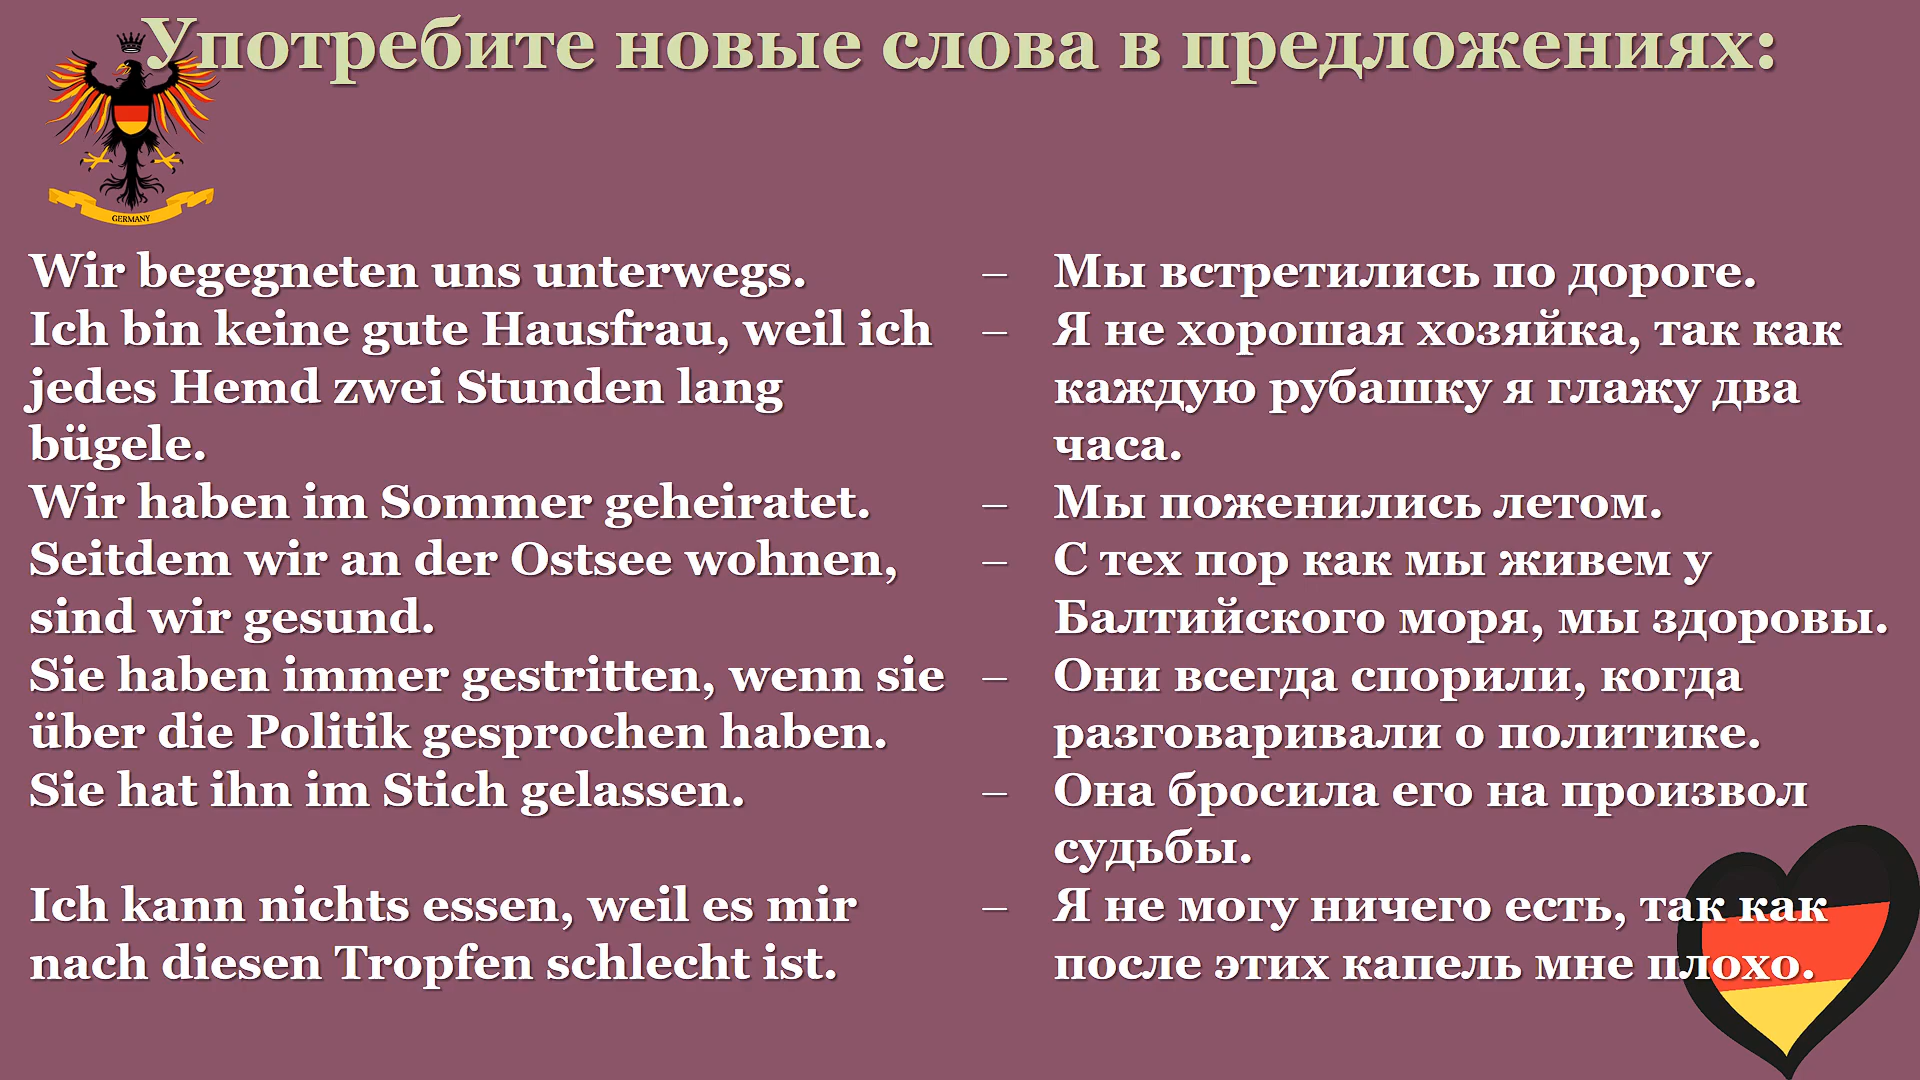 Употребите новые слова в предложениях:
GERMANY
Wir begegneten uns unterwegs. – Мы встретились по дороге.
Ich bin keine gute Hausfrau, weil ich – Я не хорошая хозяйка, так как
jedes Hemd zwei Stunden lang каждую рубашку я глажу два
bügele. часа.
Wir haben im Sommer geheiratet. – Мы поженились летом.
Seitdem wir an der Ostsee wohnen, – С тех пор как мы живем у
sind wir gesund. Балтийского моря, мы здоровы.
Sie haben immer gestritten, wenn sie – Они всегда спорили, когда
über die Politik gesprochen haben. разговаривали о политике.
Sie hat ihn im Stich gelassen. – Она бросила его на произвол
судьбы.
Ich kann nichts essen, weil es mir – Я не могу ничего есть, так как
nach diesen Tropfen schlecht ist. после этих капель мне плохо.